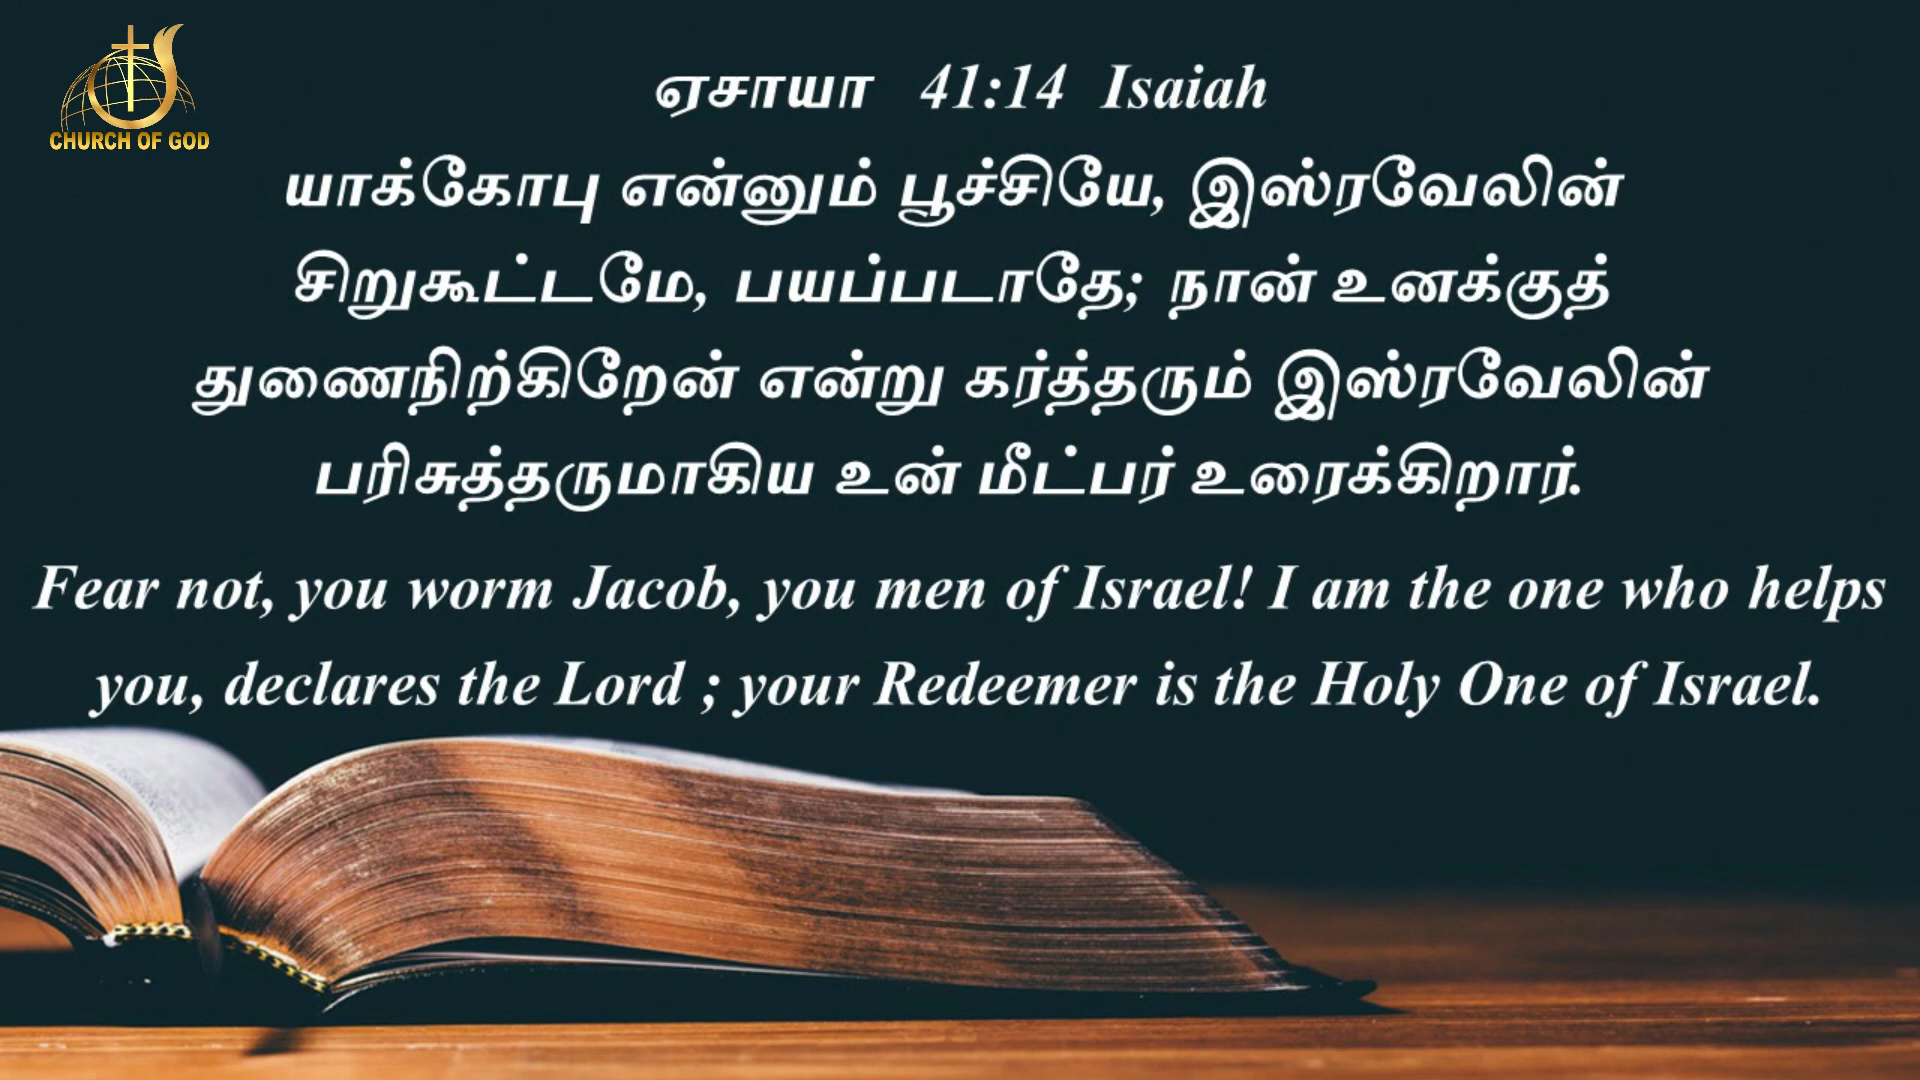 CHURCH OF GOD
ஏசாயா 41:14 Isaiah
யாக்கோபு என்னும் பூச்சியே, இஸ்ரவேலின்
சிறுகூட்டமே, பயப்படாதே; நான் உனக்குத்
துணைநிற்கிறேன் என்று கர்த்தரும் இஸ்ரவேலின்
பரிசுத்தருமாகிய உன் மீட்பர் உரைக்கிறார்.
Fear not, you worm Jacob, you men of Israel! I am the one who helps
you, declares the Lord ; your Redeemer is the Holy One of Israel.